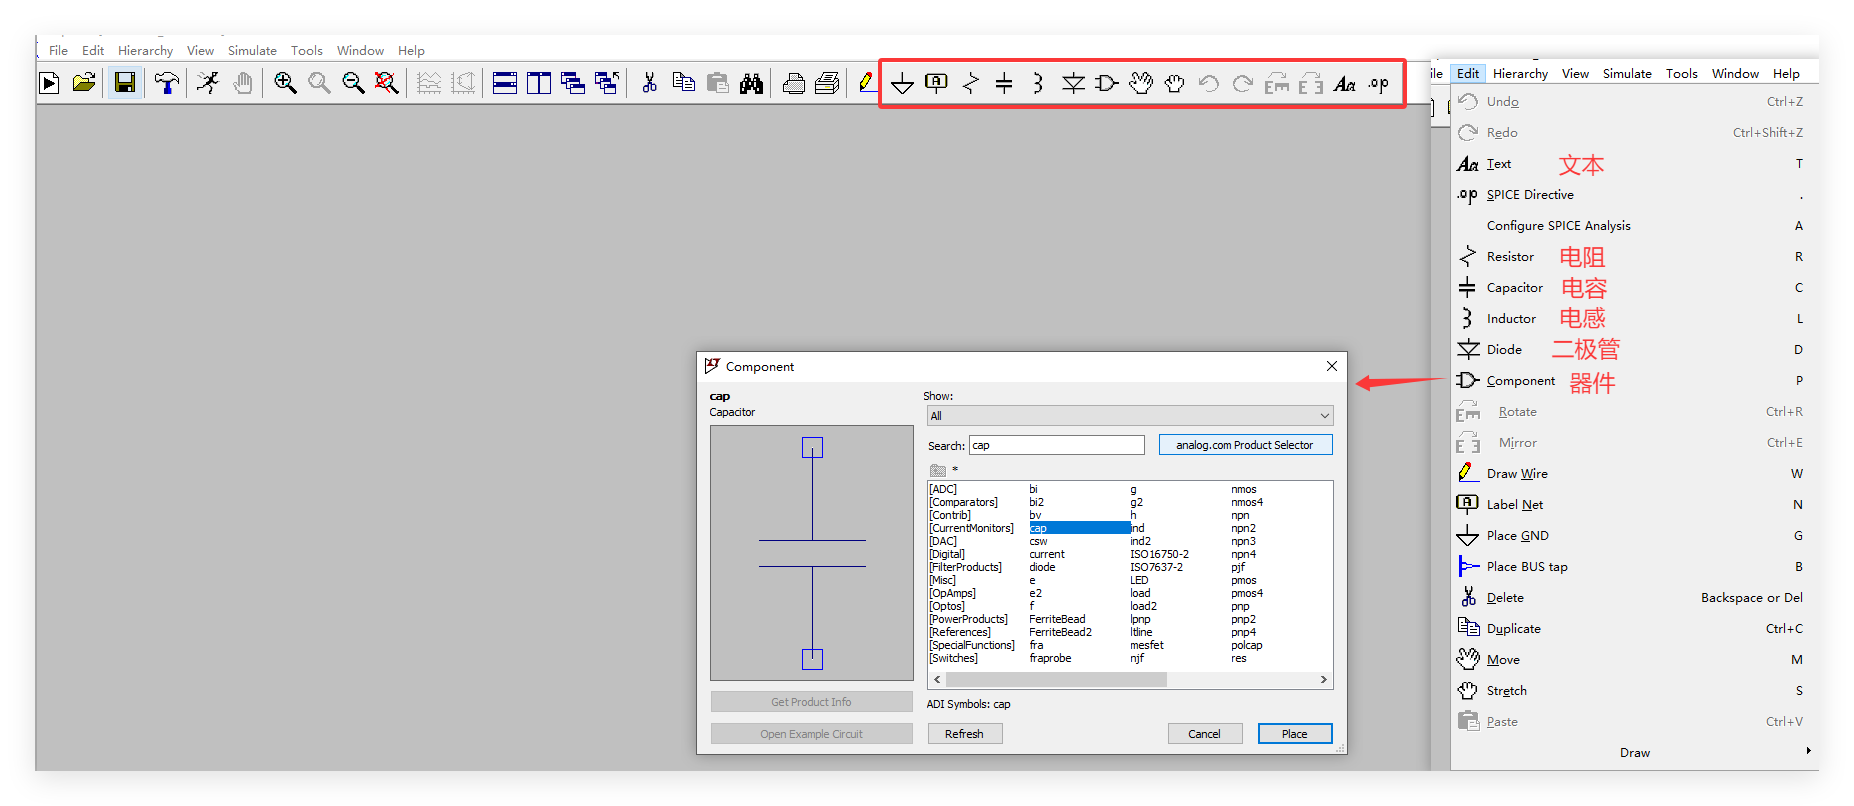 File Edit Hierarchy View Simulate Tools Window Help
A
Aa .op
Component
cap
Capacitor
Show:
All
Search: cap analog.com Product Selector
*
[ADC] bi g nmos
[Comparators] bi2 g2 nmos4
[Contrib] bv h npn
[CurrentMonitors] cap ind npn2
[DAC] csw ind2 npn3
[Digital] current ISO16750-2 npn4
[FilterProducts] diode ISO7637-2 pjf
[Misc] e LED pmos
[OpAmps] e2 load pmos4
[Optos] f load2 pnp
[PowerProducts] FerriteBead lpnp pnp2
[References] FerriteBead2 ltline pnp4
[SpecialFunctions] fra mesfet polcap
[Switches] fraprobe njf res
Get Product Info
ADI Symbols: cap
Open Example Circuit
Refresh Cancel Place
ile Edit Hierarchy View Simulate Tools Window Help
Undo Ctrl+Z
Redo Ctrl+Shift+Z
Aa Text 文本 T
.op SPICE Directive .
Configure SPICE Analysis A
Resistor 电阻 R
Capacitor 电容 C
Inductor 电感 L
Diode 二极管 D
Component 器件 P
Rotate Ctrl+R
Mirror Ctrl+E
Draw Wire W
A Label Net N
Place GND G
Place BUS tap B
Delete Backspace or Del
Duplicate Ctrl+C
Move M
Stretch S
Paste Ctrl+V
Draw